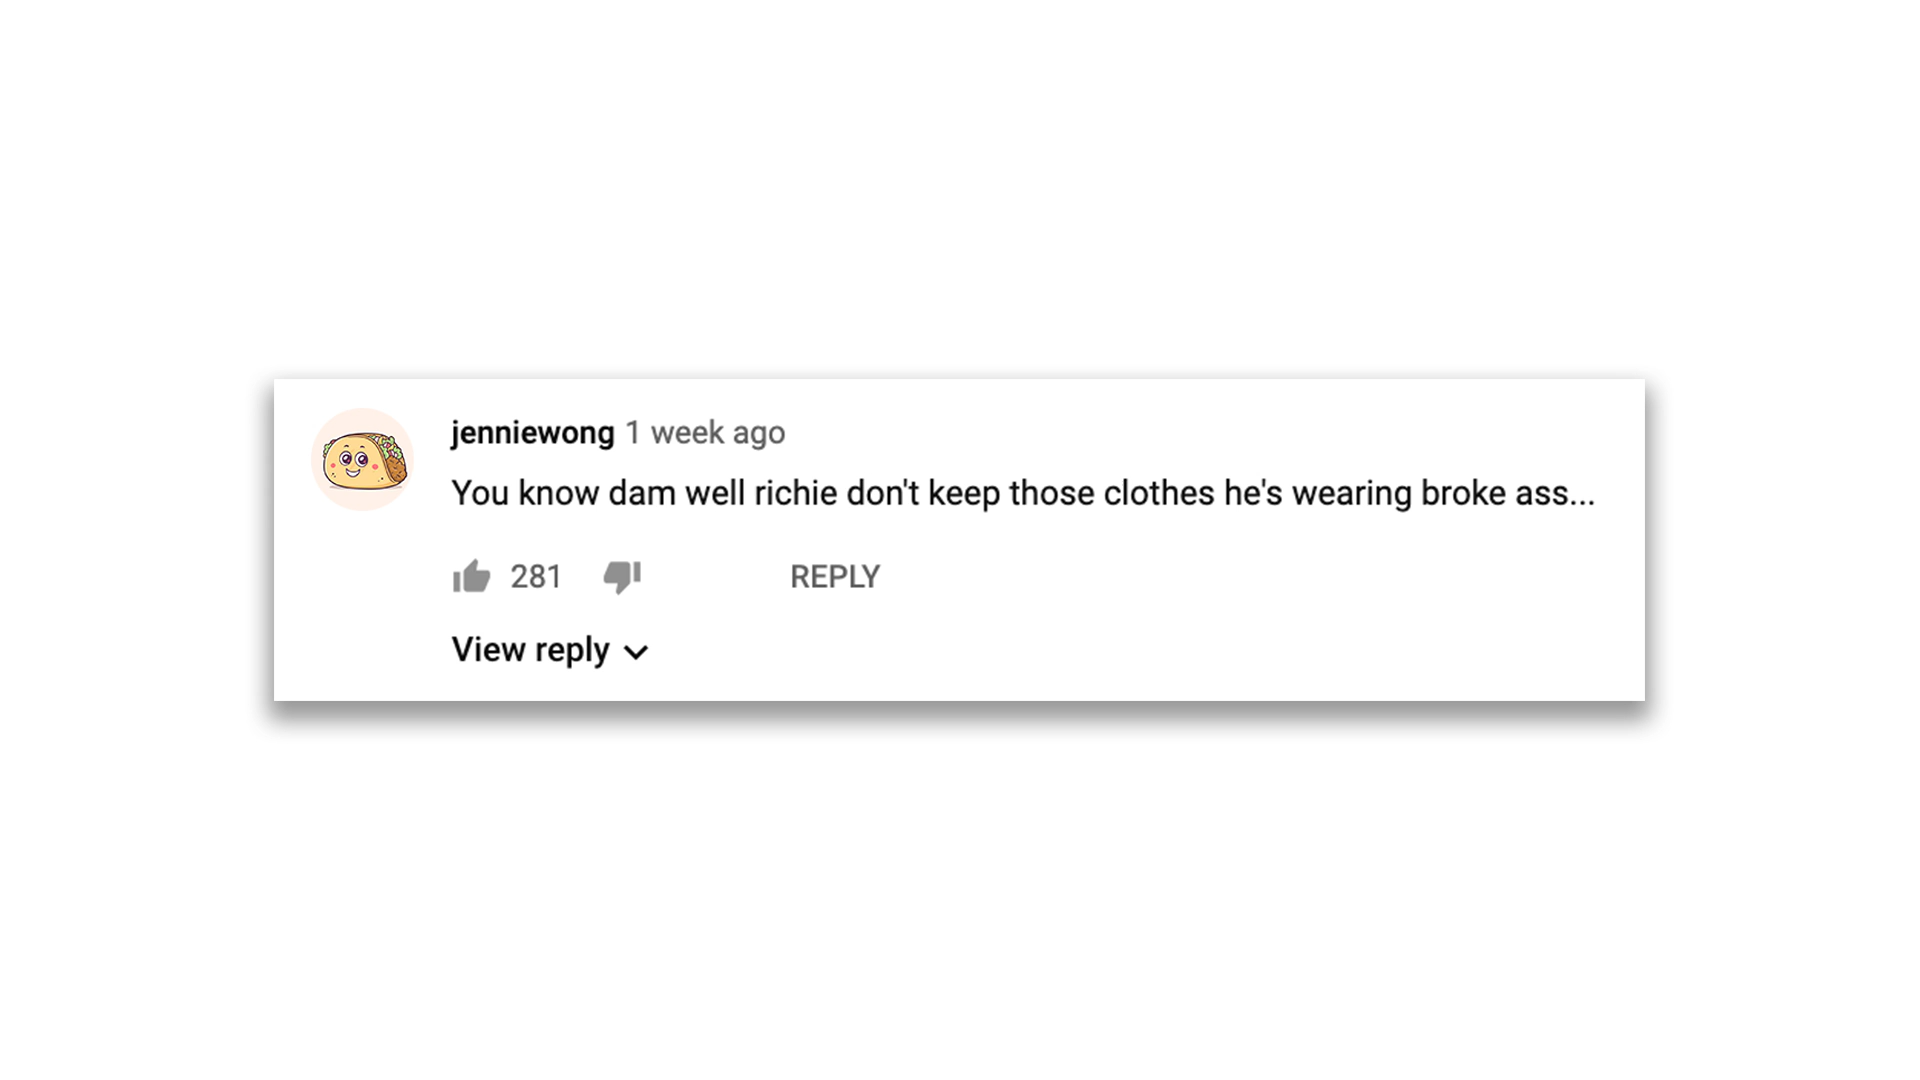 jenniewong 1 week ago
You know dam well richie don't keep those clothes he's wearing broke ass...
281 REPLY
View reply